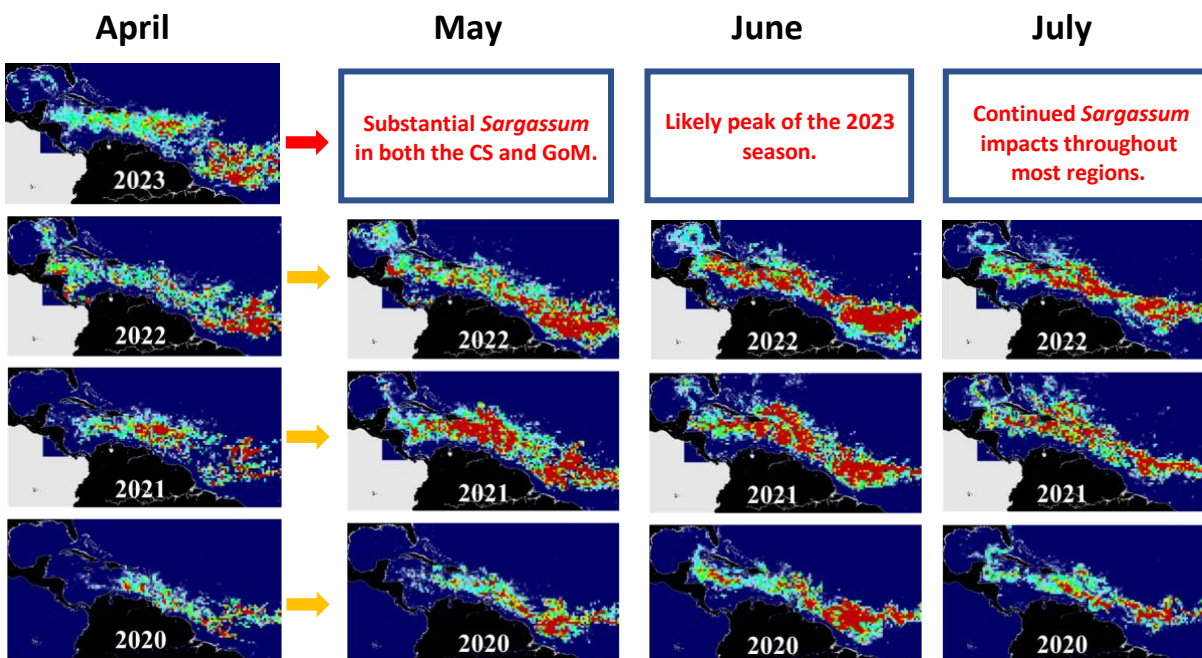 April May June July
Substantial Sargassum
in both the CS and GoM.
Likely peak of the 2023
season.
Continued Sargassum
impacts throughout
most regions.
2023
2022 2022 2022 2022
2021 2021 2021 2021
2020 2020 2020 2020